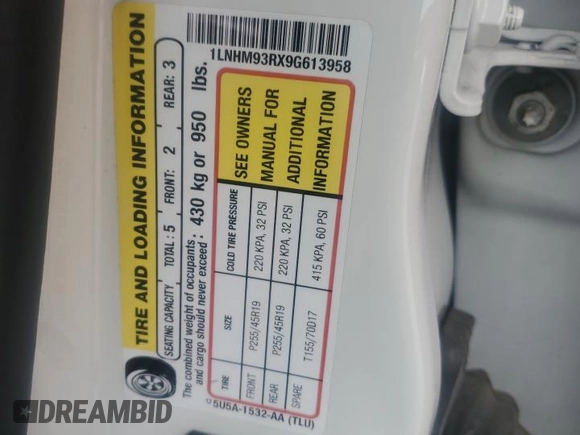 TIRE AND LOADING INFORMATION
SEATING CAPACITY TOTAL: 5 FRONT: 2 REAR: 3
The combined weight of occupants and cargo should never exceed: 430 kg or 950 lbs.
TIRE SIZE COLD TIRE PRESSURE
FRONT P255/45R19 220 KPA, 32 PSI
REAR P255/45R19 220 KPA, 32 PSI
SPARE T155/70D17 415 KPA, 60 PSI
SEE OWNERS
MANUAL FOR
ADDITIONAL
INFORMATION
5U5A-1532-AA (TLU)
1LNHM93RX9G613958
DREAMBID